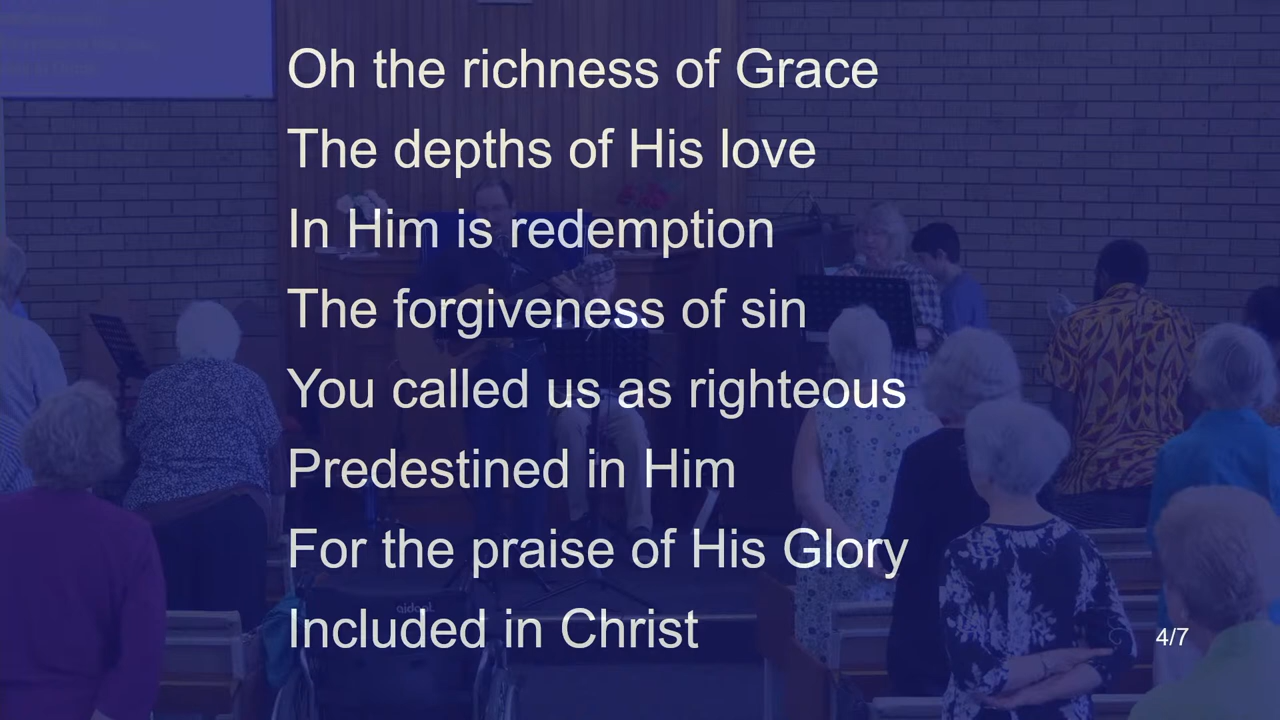 Oh the richness of Grace
The depths of His love
In Him is redemption
The forgiveness of sin
You called us as righteous
Predestined in Him
For the praise of His Glory
Included in Christ
4/7